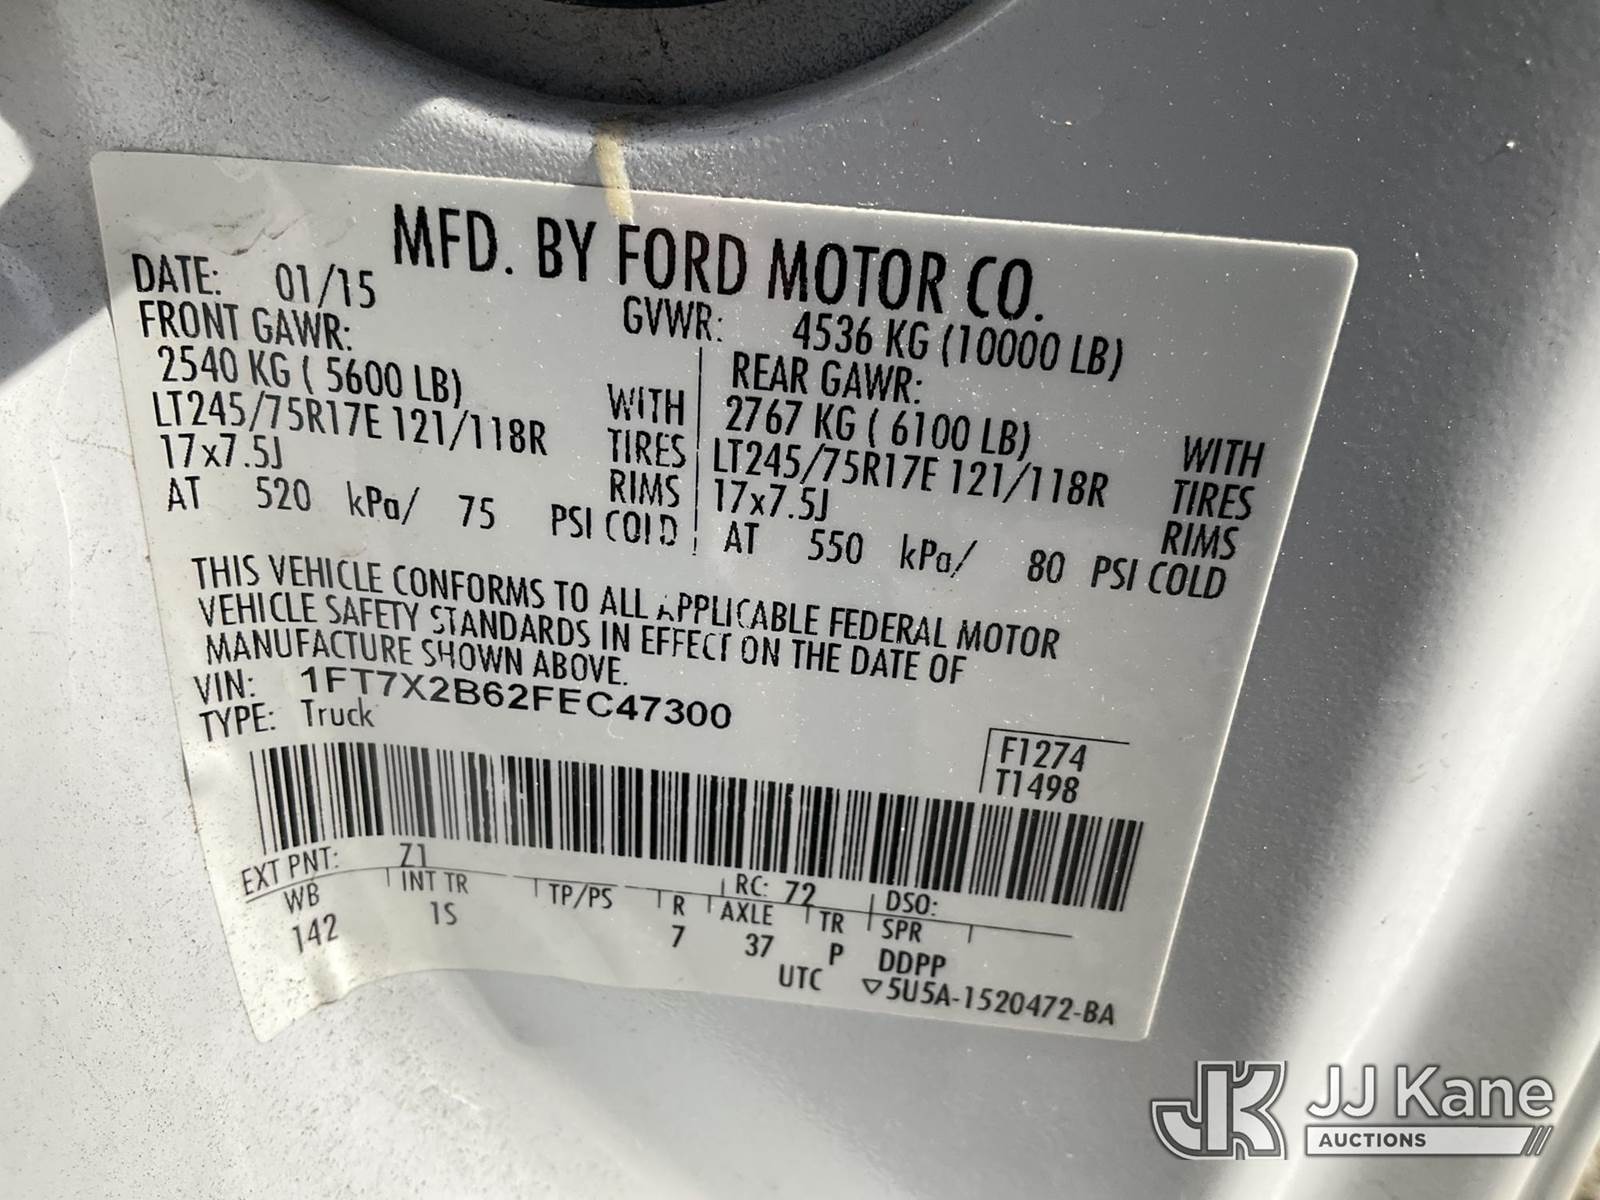 MFD. BY FORD MOTOR CO.
DATE: 01/15 GVWR: 4536 KG (10000 LB)
FRONT GAWR: REAR GAWR:
2540 KG ( 5600 LB) WITH 2767 KG ( 6100 LB) WITH
LT245/75R17E 121/118R TIRES LT245/75R17E 121/118R TIRES
17x7.5J RIMS 17x7.5J RIMS
AT 520 kPa/ 75 PSI COLD AT 550 kPa/ 80 PSI COLD
THIS VEHICLE CONFORMS TO ALL APPLICABLE FEDERAL MOTOR
VEHICLE SAFETY STANDARDS IN EFFECT ON THE DATE OF
MANUFACTURE SHOWN ABOVE.
VIN: 1FT7X2B62FEC47300
TYPE: Truck
F1274
T1498
EXT PNT: Z1 RC: 72 DSO:
WB INT TR TP/PS R AXLE TR SPR
142 1S 7 37 P DDPP
UTC ▽5U5A-1520472-BA
JK JJ Kane
AUCTIONS